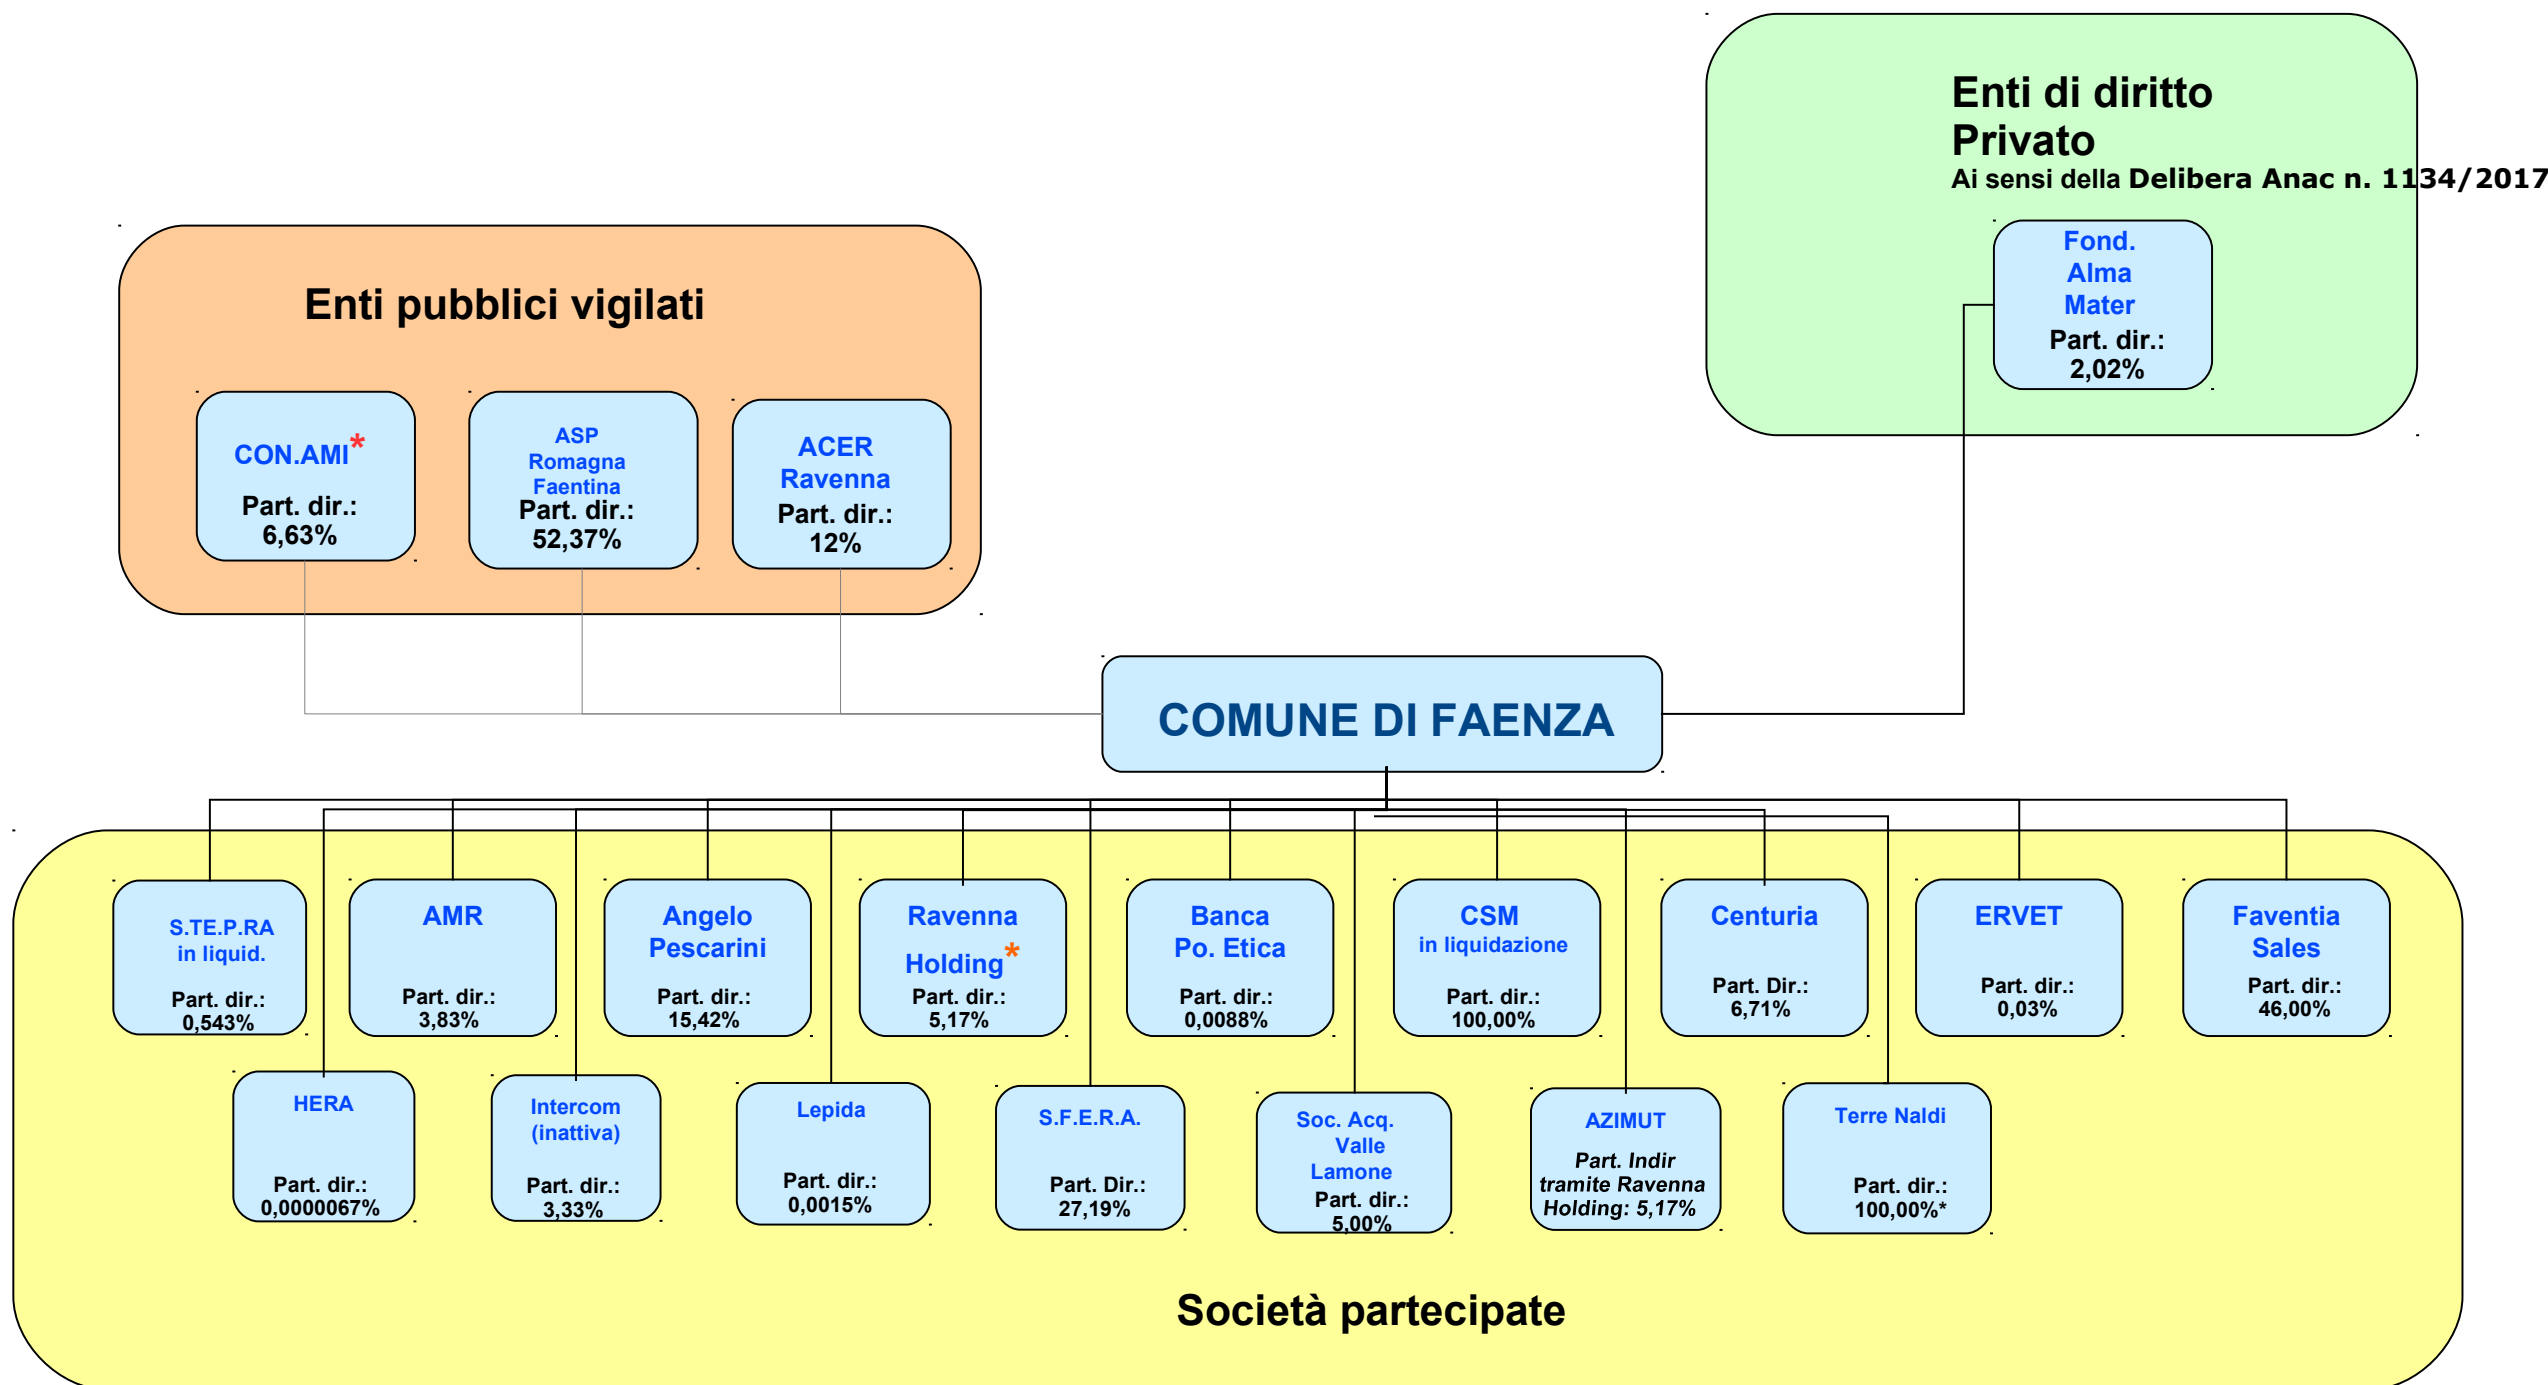 Enti di diritto
Privato
Ai sensi della Delibera Anac n. 1134/2017
Fond.
Alma
Mater
Part. dir.:
2,02%
Enti pubblici vigilati
CON.AMI*
Part. dir.:
6,63%
ASP
Romagna
Faentina
Part. dir.:
52,37%
ACER
Ravenna
Part. dir.:
12%
COMUNE DI FAENZA
S.TE.P.RA
in liquid.
Part. dir.:
0,543%
AMR
Part. dir.:
3,83%
Angelo
Pescarini
Part. dir.:
15,42%
Ravenna
Holding*
Part. dir.:
5,17%
Banca
Po. Etica
Part. dir.:
0,0088%
CSM
in liquidazione
Part. dir.:
100,00%
Centuria
Part. Dir.:
6,71%
ERVET
Part. dir.:
0,03%
Faventia
Sales
Part. dir.:
46,00%
HERA
Part. dir.:
0,0000067%
Intercom
(inattiva)
Part. dir.:
3,33%
Lepida
Part. dir.:
0,0015%
S.F.E.R.A.
Part. Dir.:
27,19%
Soc. Acq.
Valle
Lamone
Part. dir.:
5,00%
AZIMUT
Part. Indir
tramite Ravenna
Holding: 5,17%
Terre Naldi
Part. dir.:
100,00%*
Società partecipate